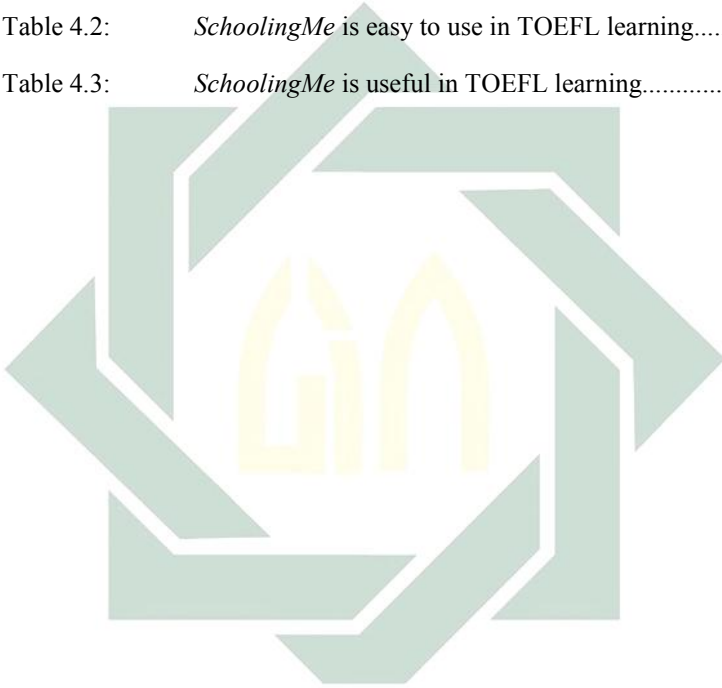 Table 4.2: SchoolingMe is easy to use in TOEFL learning....
Table 4.3: SchoolingMe is useful in TOEFL learning............